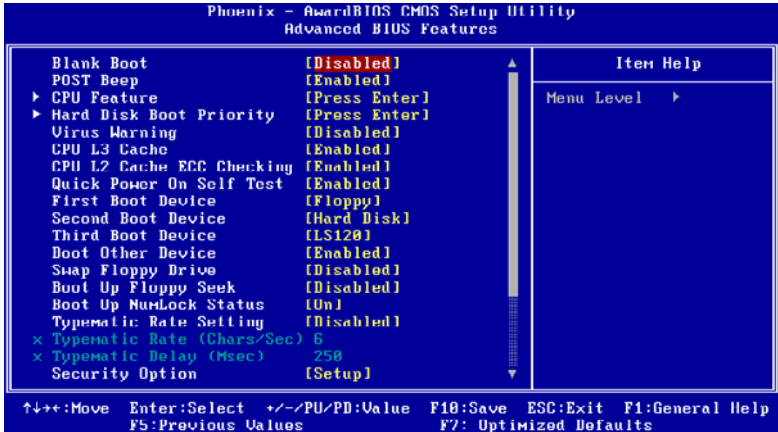 Phoenix - AwardBIOS CMOS Setup Utility
Advanced BIOS Features
Blank Boot [Disabled]
POST Beep [Enabled]
CPU Feature [Press Enter]
Hard Disk Boot Priority [Press Enter]
Virus Warning [Disabled]
CPU L3 Cache [Enabled]
CPU L2 Cache ECC Checking [Enabled]
Quick Power On Self Test [Enabled]
First Boot Device [Floppy]
Second Boot Device [Hard Disk]
Third Boot Device [LS120]
Boot Other Device [Enabled]
Swap Floppy Drive [Disabled]
Boot Up Floppy Seek [Disabled]
Boot Up NumLock Status [On]
Typematic Rate Setting [Disabled]
x Typematic Rate (Chars/Sec) 6
x Typematic Delay (Msec) 250
Security Option [Setup]
Item Help
Menu Level
↑↓→←:Move Enter:Select +/-/PU/PD:Value F10:Save ESC:Exit F1:General Help
F5:Previous Values F7: Optimized Defaults